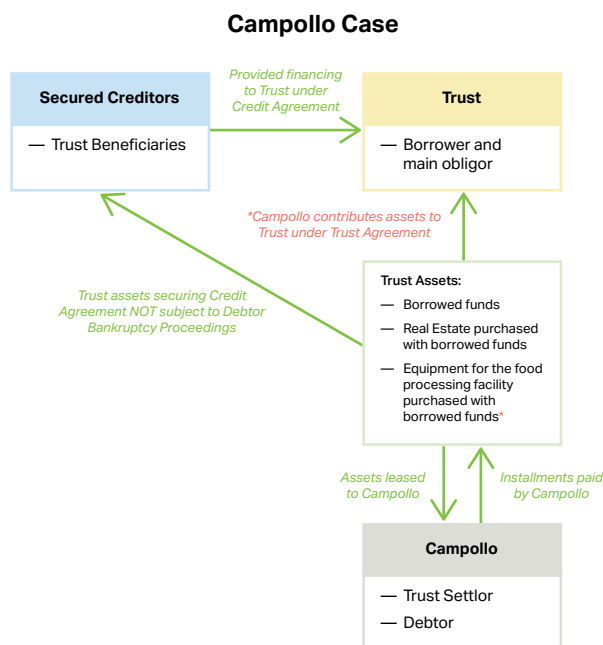 Campollo Case
Provided financing
to Trust under
Credit Agreement
Secured Creditors
— Trust Beneficiaries
Trust
— Borrower and
main obligor
*Campollo contributes assets to
Trust under Trust Agreement
Trust assets securing Credit
Agreement NOT subject to Debtor
Bankruptcy Proceedings
Trust Assets:
— Borrowed funds
— Real Estate purchased
with borrowed funds
— Equipment for the food
processing facility
purchased with
borrowed funds*
Assets leased
to Campollo
Installments paid
by Campollo
Campollo
— Trust Settlor
— Debtor